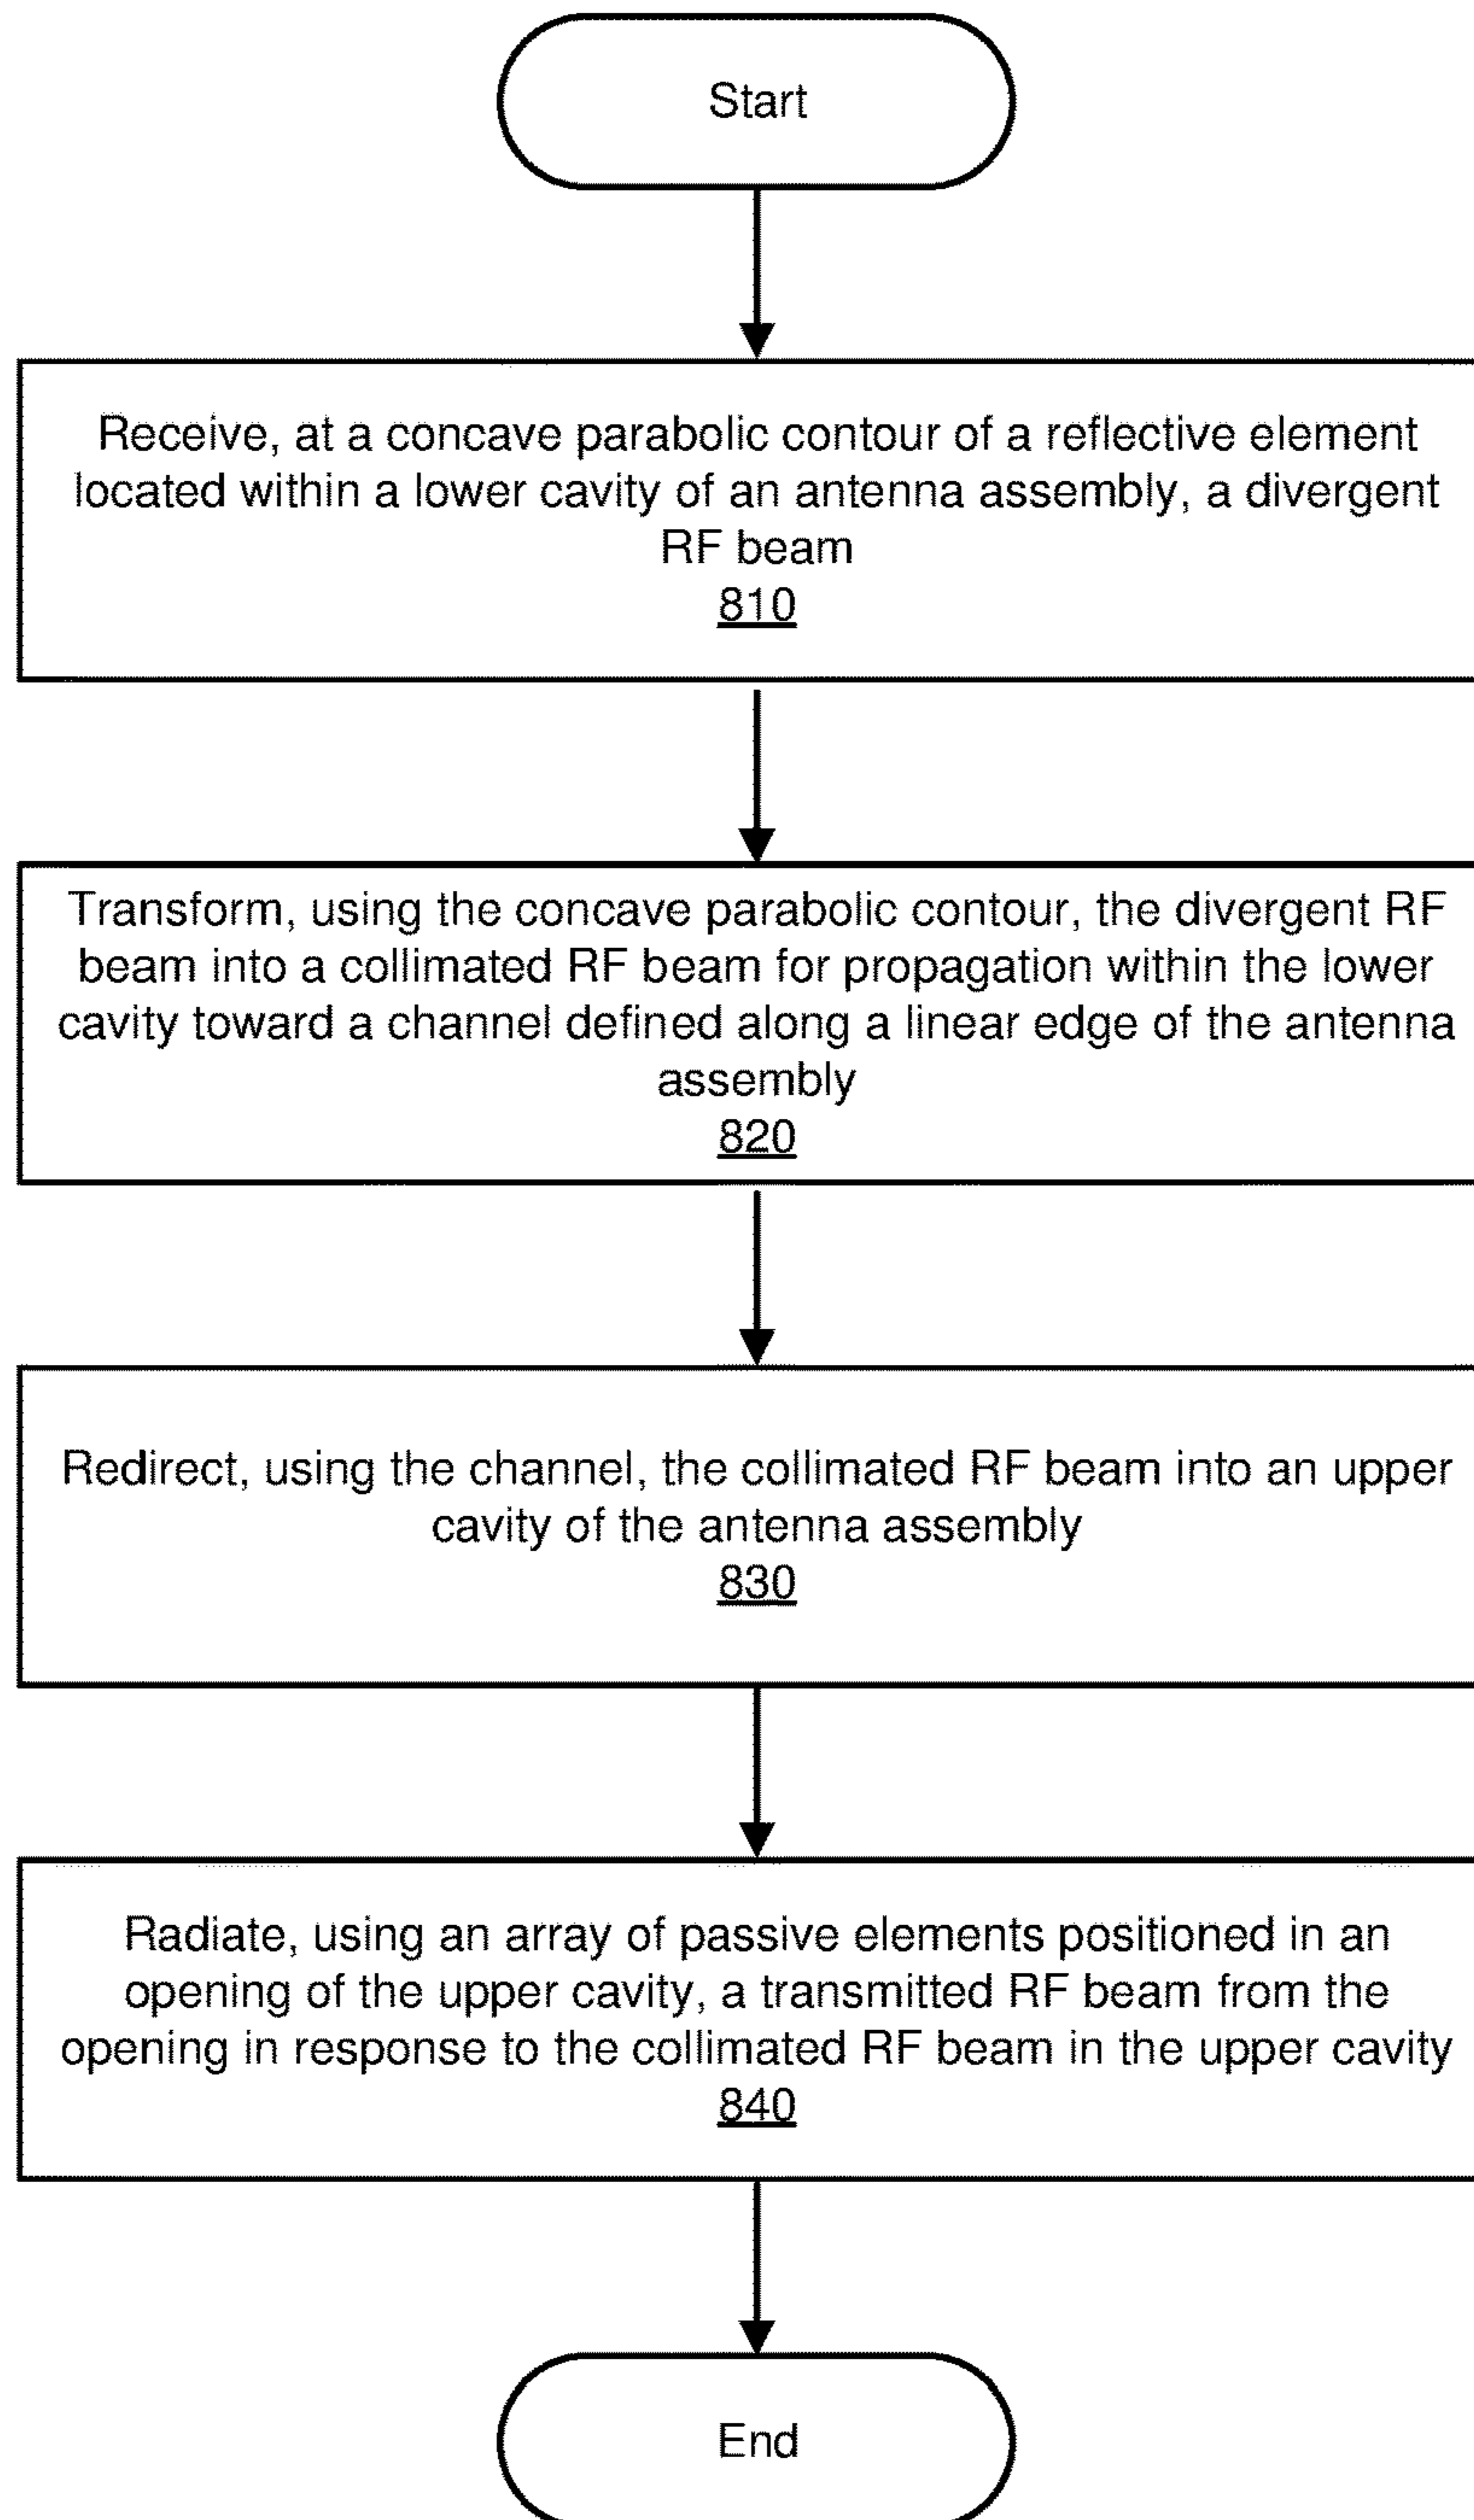 Start
Receive, at a concave parabolic contour of a reflective element
located within a lower cavity of an antenna assembly, a divergent
RF beam
810
Transform, using the concave parabolic contour, the divergent RF
beam into a collimated RF beam for propagation within the lower
cavity toward a channel defined along a linear edge of the antenna
assembly
820
Redirect, using the channel, the collimated RF beam into an upper
cavity of the antenna assembly
830
Radiate, using an array of passive elements positioned in an
opening of the upper cavity, a transmitted RF beam from the
opening in response to the collimated RF beam in the upper cavity
840
End